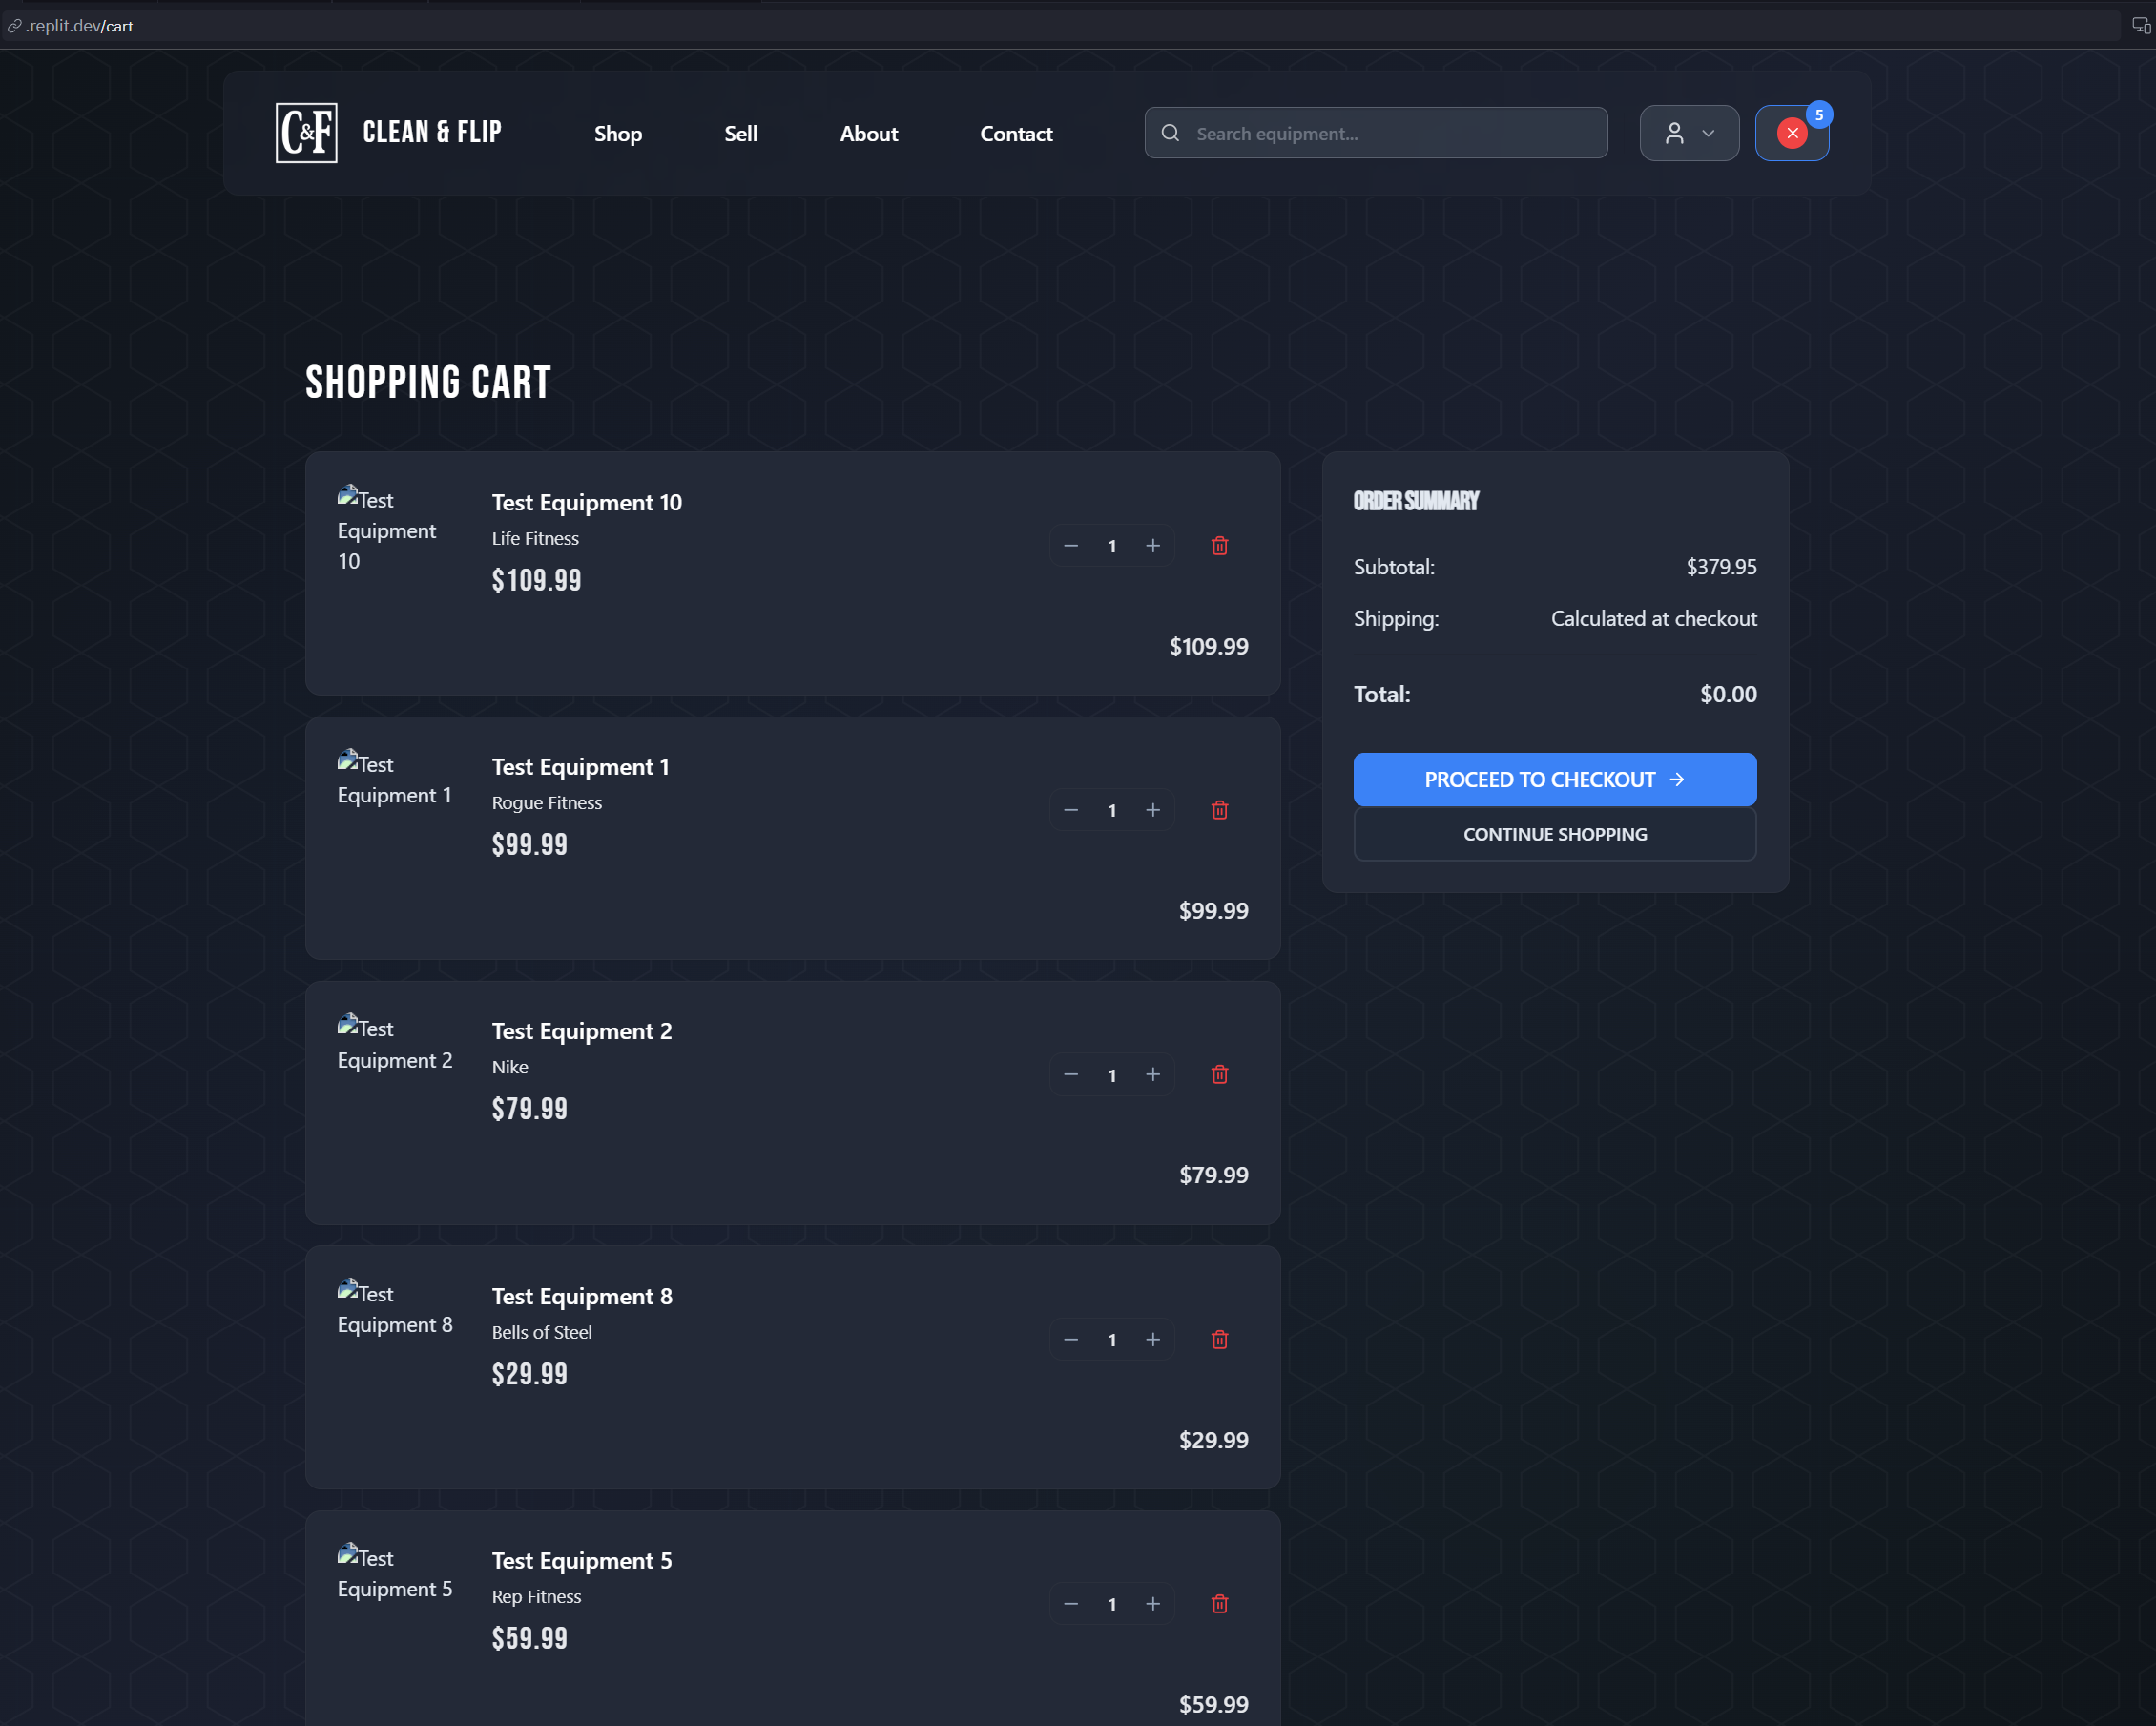 .replit.dev/cart
C&F
CLEAN & FLIP
Shop
Sell
About
Contact
Search equipment...
5
SHOPPING CART
Test Equipment 10
Test Equipment 10
Life Fitness
$109.99
1
$109.99
Test Equipment 1
Test Equipment 1
Rogue Fitness
$99.99
1
$99.99
Test Equipment 2
Test Equipment 2
Nike
$79.99
1
$79.99
Test Equipment 8
Test Equipment 8
Bells of Steel
$29.99
1
$29.99
Test Equipment 5
Test Equipment 5
Rep Fitness
$59.99
1
$59.99
ORDER SUMMARY
Subtotal: $379.95
Shipping: Calculated at checkout
Total: $0.00
PROCEED TO CHECKOUT →
CONTINUE SHOPPING